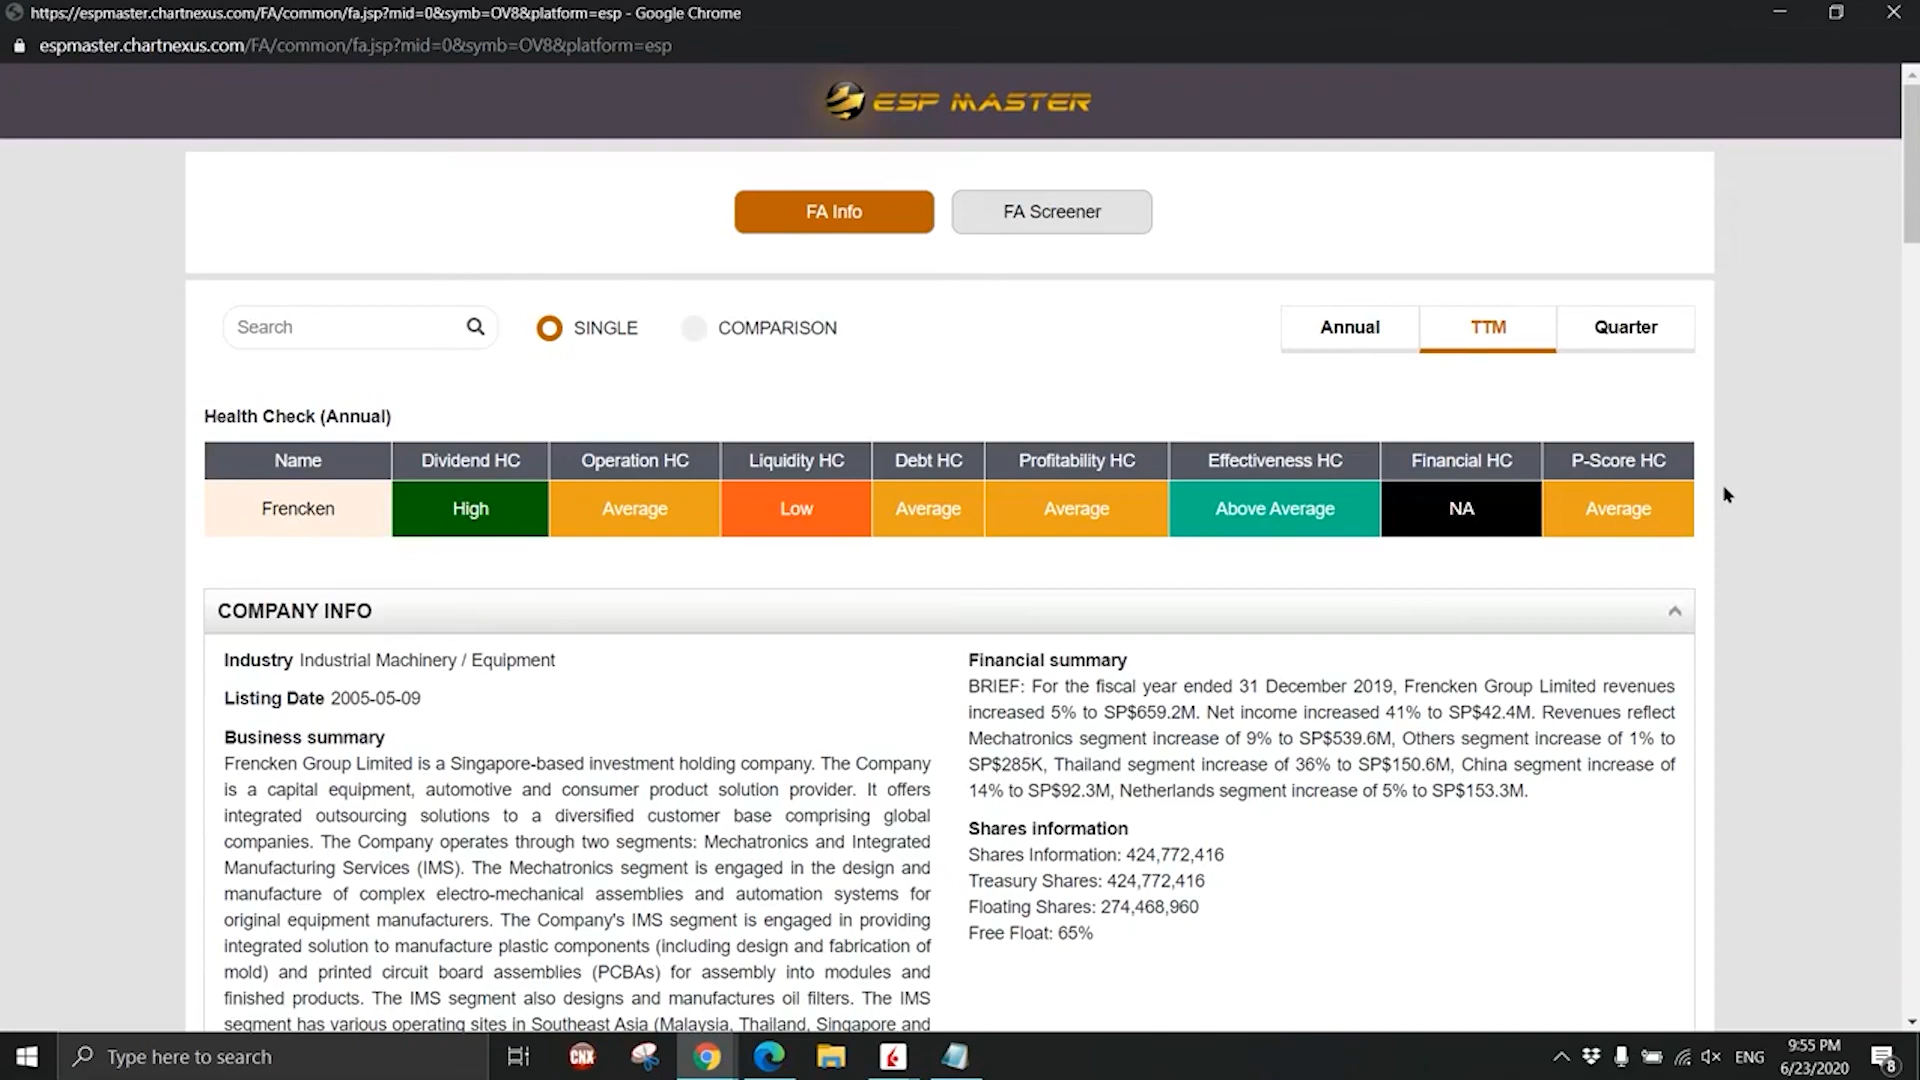 https://espmaster.chartnexus.com/FA/common/fa.jsp?mid=0&symb=OV8&platform=esp - Google Chrome
espmaster.chartnexus.com/FA/common/fa.jsp?mid=0&symb=OV8&platform=esp
ESP MASTER
FA Info
FA Screener
Search
SINGLE
COMPARISON
Annual
TTM
Quarter
Health Check (Annual)
Name Dividend HC Operation HC Liquidity HC Debt HC Profitability HC Effectiveness HC Financial HC P-Score HC
Frencken High Average Low Average Average Above Average NA Average
COMPANY INFO
Industry Industrial Machinery / Equipment
Listing Date 2005-05-09
Business summary
Frencken Group Limited is a Singapore-based investment holding company. The Company
is a capital equipment, automotive and consumer product solution provider. It offers
integrated outsourcing solutions to a diversified customer base comprising global
companies. The Company operates through two segments: Mechatronics and Integrated
Manufacturing Services (IMS). The Mechatronics segment is engaged in the design and
manufacture of complex electro-mechanical assemblies and automation systems for
original equipment manufacturers. The Company's IMS segment is engaged in providing
integrated solution to manufacture plastic components (including design and fabrication of
mold) and printed circuit board assemblies (PCBAs) for assembly into modules and
finished products. The IMS segment also designs and manufactures oil filters. The IMS
segment has various operating sites in Southeast Asia (Malaysia, Thailand, Singapore and
Financial summary
BRIEF: For the fiscal year ended 31 December 2019, Frencken Group Limited revenues
increased 5% to SP$659.2M. Net income increased 41% to SP$42.4M. Revenues reflect
Mechatronics segment increase of 9% to SP$539.6M, Others segment increase of 1% to
SP$285K, Thailand segment increase of 36% to SP$150.6M, China segment increase of
14% to SP$92.3M, Netherlands segment increase of 5% to SP$153.3M.
Shares information
Shares Information: 424,772,416
Treasury Shares: 424,772,416
Floating Shares: 274,468,960
Free Float: 65%
Type here to search
CNX
ENG
9:55 PM
6/23/2020
8